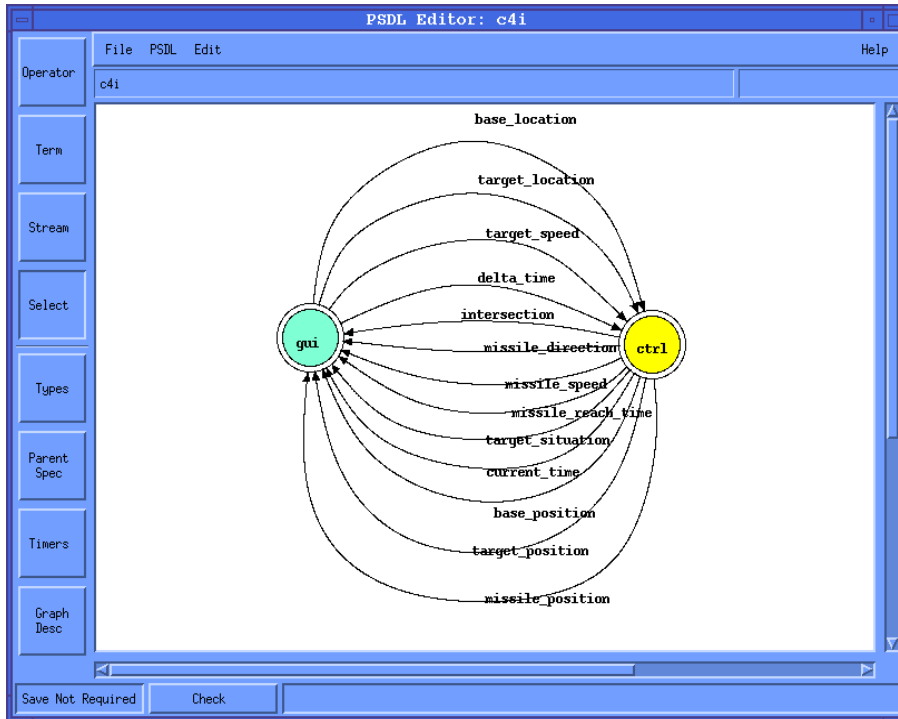 PSDL Editor: c4i
File PSDL Edit Help
c4i
Operator
Term
Stream
Select
Types
Parent
Spec
Timers
Graph
Desc
base_location
target_location
target_speed
delta_time
intersection
gui
ctrl
missile_direction
missile_speed
missile_reach_time
target_situation
current_time
base_position
target_position
missile_position
Save Not Required Check